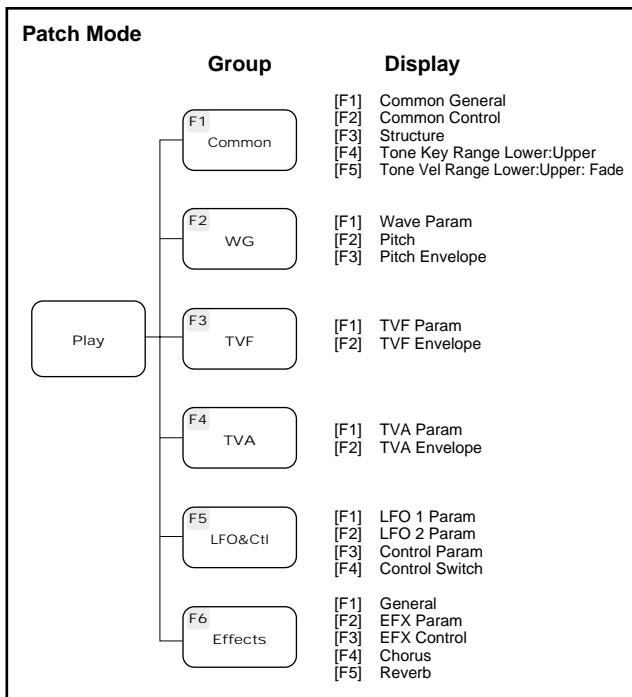 Patch Mode
Group Display
F1
Common
[F1] Common General
[F2] Common Control
[F3] Structure
[F4] Tone Key Range Lower:Upper
[F5] Tone Vel Range Lower:Upper: Fade
F2
WG
[F1] Wave Param
[F2] Pitch
[F3] Pitch Envelope
Play
F3
TVF
[F1] TVF Param
[F2] TVF Envelope
F4
TVA
[F1] TVA Param
[F2] TVA Envelope
F5
LFO&Ctl
[F1] LFO 1 Param
[F2] LFO 2 Param
[F3] Control Param
[F4] Control Switch
F6
Effects
[F1] General
[F2] EFX Param
[F3] EFX Control
[F4] Chorus
[F5] Reverb